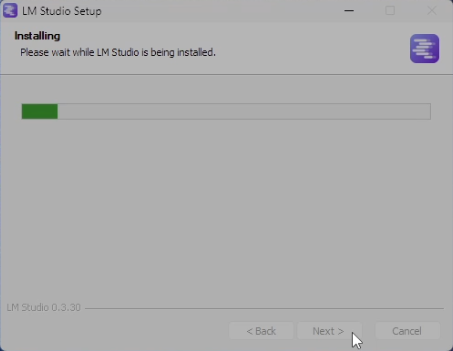 LM Studio Setup
Installing
Please wait while LM Studio is being installed.
LM Studio 0.3.30
< Back
Next >
Cancel